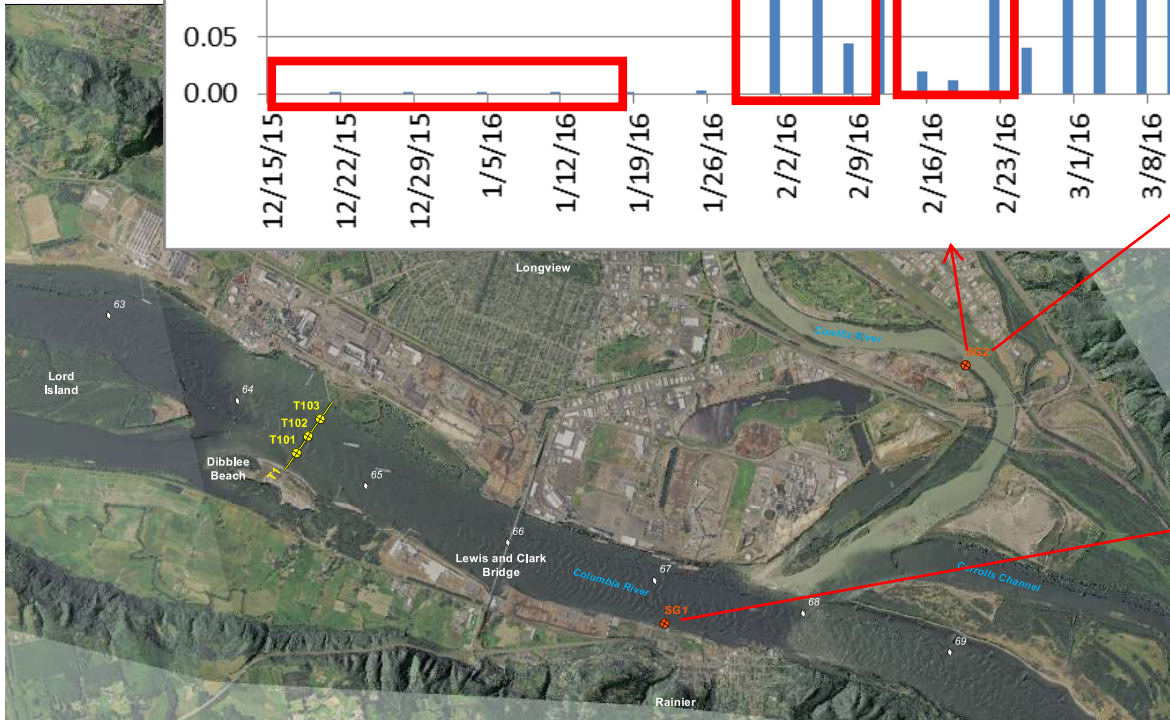 0.05
0.00
12/15/15
12/22/15
12/29/15
1/5/16
1/12/16
1/19/16
1/26/16
2/2/16
2/9/16
2/16/16
2/23/16
3/1/16
3/8/16
Longview
63
Cowlitz River
SG2
Lord
Island
64
T103
T102
T101
T1
Dibblee
Beach
65
66
Lewis and Clark
Bridge
Columbia River
67
Carrolls Channel
SG1
68
69
Rainier